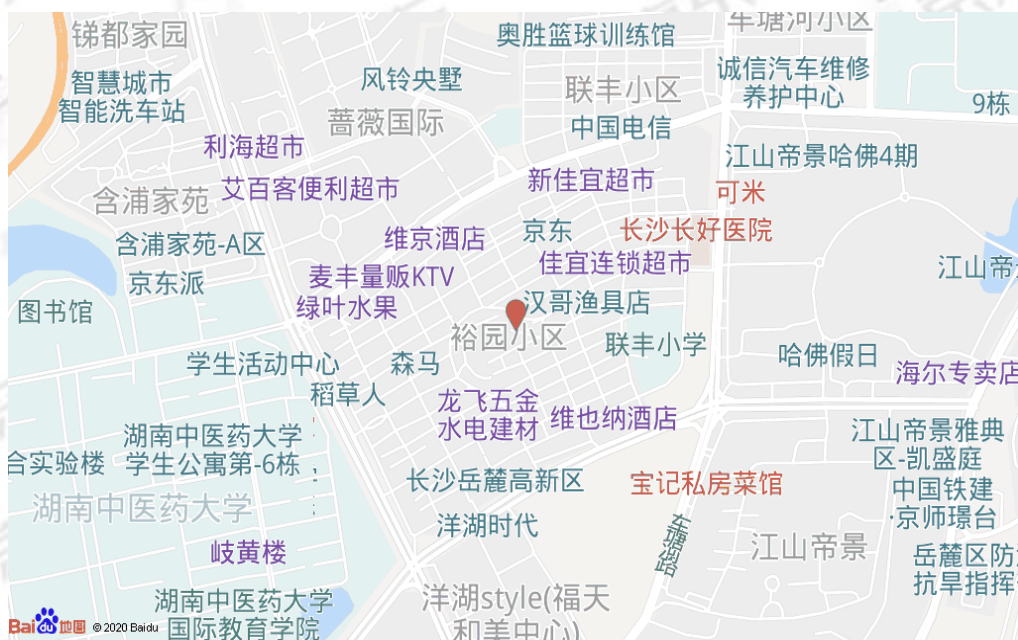 锑都家园
奥胜篮球训练馆
车塘河小区
智慧城市
智能洗车站
风铃央墅
联丰小区
诚信汽车维修
养护中心
9栋
蔷薇国际
中国电信
利海超市
江山帝景哈佛4期
艾百客便利超市
新佳宜超市
可米
含浦家苑
含浦家苑-A区
维京酒店
京东
长沙长好医院
京东派
麦丰量贩KTV
佳宜连锁超市
江山帝
图书馆
绿叶水果
汉哥渔具店
裕园小区
联丰小学
学生活动中心
森马
哈佛假日
海尔专卖店
稻草人
龙飞五金
水电建材
维也纳酒店
湖南中医药大学
学生公寓第-6栋
合实验楼
江山帝景雅典
区-凯盛庭
长沙岳麓高新区
宝记私房菜馆
中国铁建
·京师璟台
湖南中医药大学
洋湖时代
车塘路
岐黄楼
江山帝景
岳麓区防
抗旱指挥
湖南中医药大学
国际教育学院
洋湖style(福天
和美中心)
Bai du 地图 © 2020 Baidu